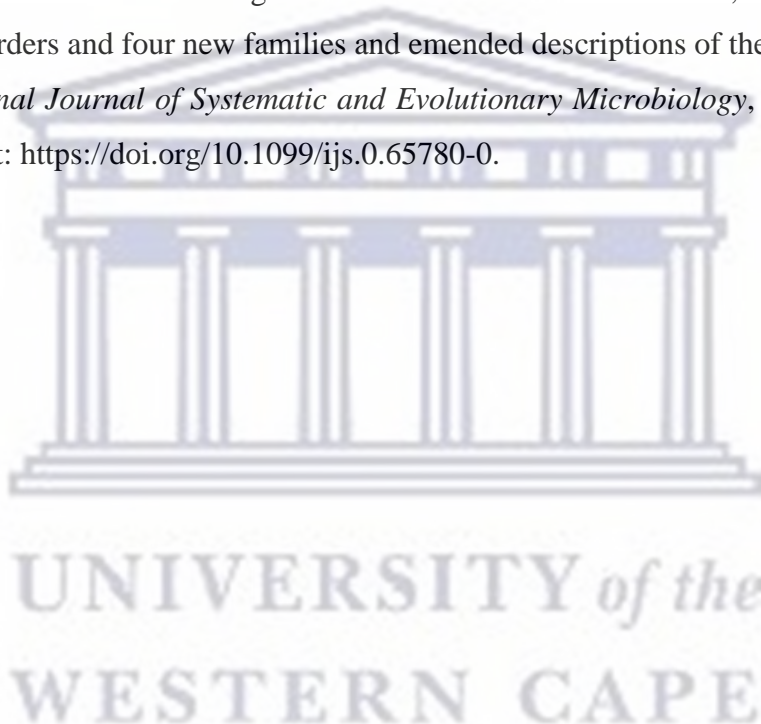 rders and four new families and emended descriptions of the
nal Journal of Systematic and Evolutionary Microbiology,
t: https://doi.org/10.1099/ijs.0.65780-0.
UNIVERSITY of the
WESTERN CAPE